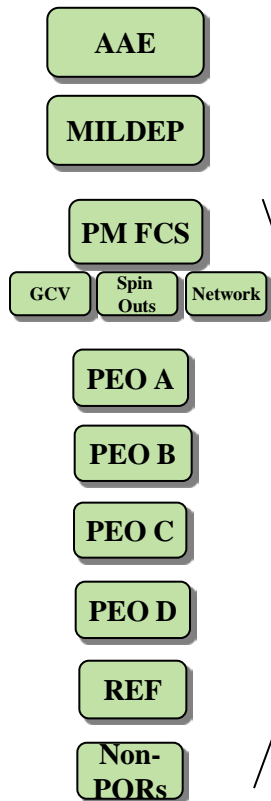 AAE
MILDEP
PM FCS
GCV
Spin
Outs
Network
PEO A
PEO B
PEO C
PEO D
REF
Non-
PORs